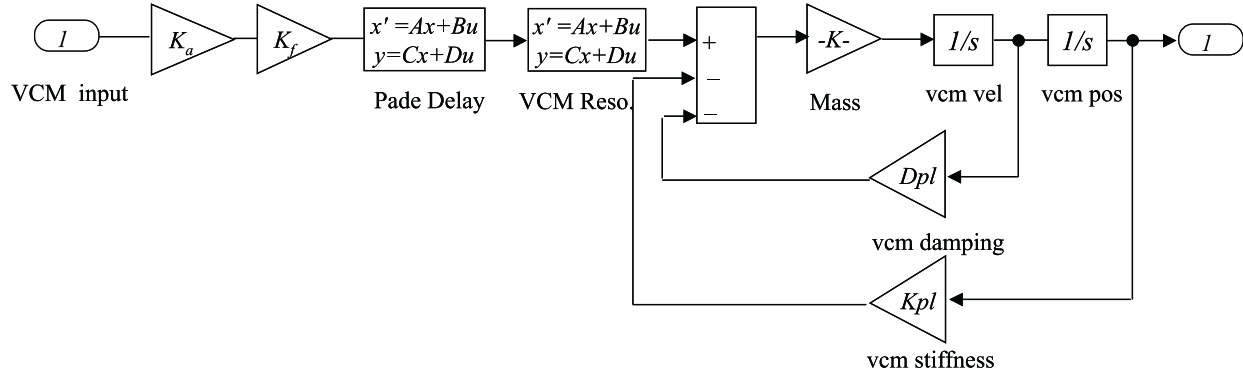 1
VCM input
K_a
K_f
x' =Ax+Bu
y=Cx+Du
Pade Delay
x' =Ax+Bu
y=Cx+Du
VCM Reso.
+
−
−
-K-
Mass
1/s
vcm vel
1/s
vcm pos
1
Dpl
vcm damping
Kpl
vcm stiffness